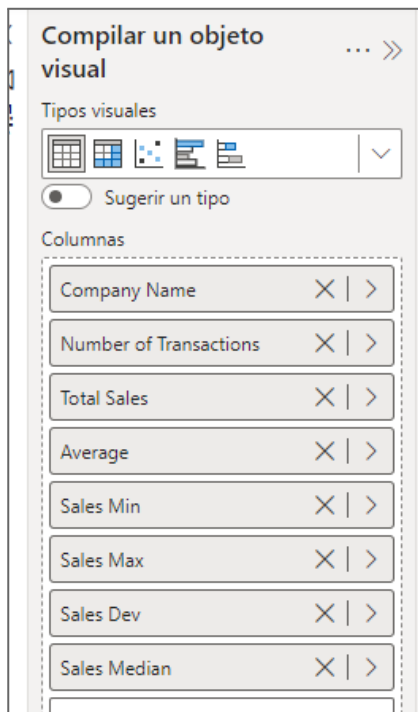 Compilar un objeto
visual
Tipos visuales
Sugerir un tipo
Columnas
Company Name
Number of Transactions
Total Sales
Average
Sales Min
Sales Max
Sales Dev
Sales Median